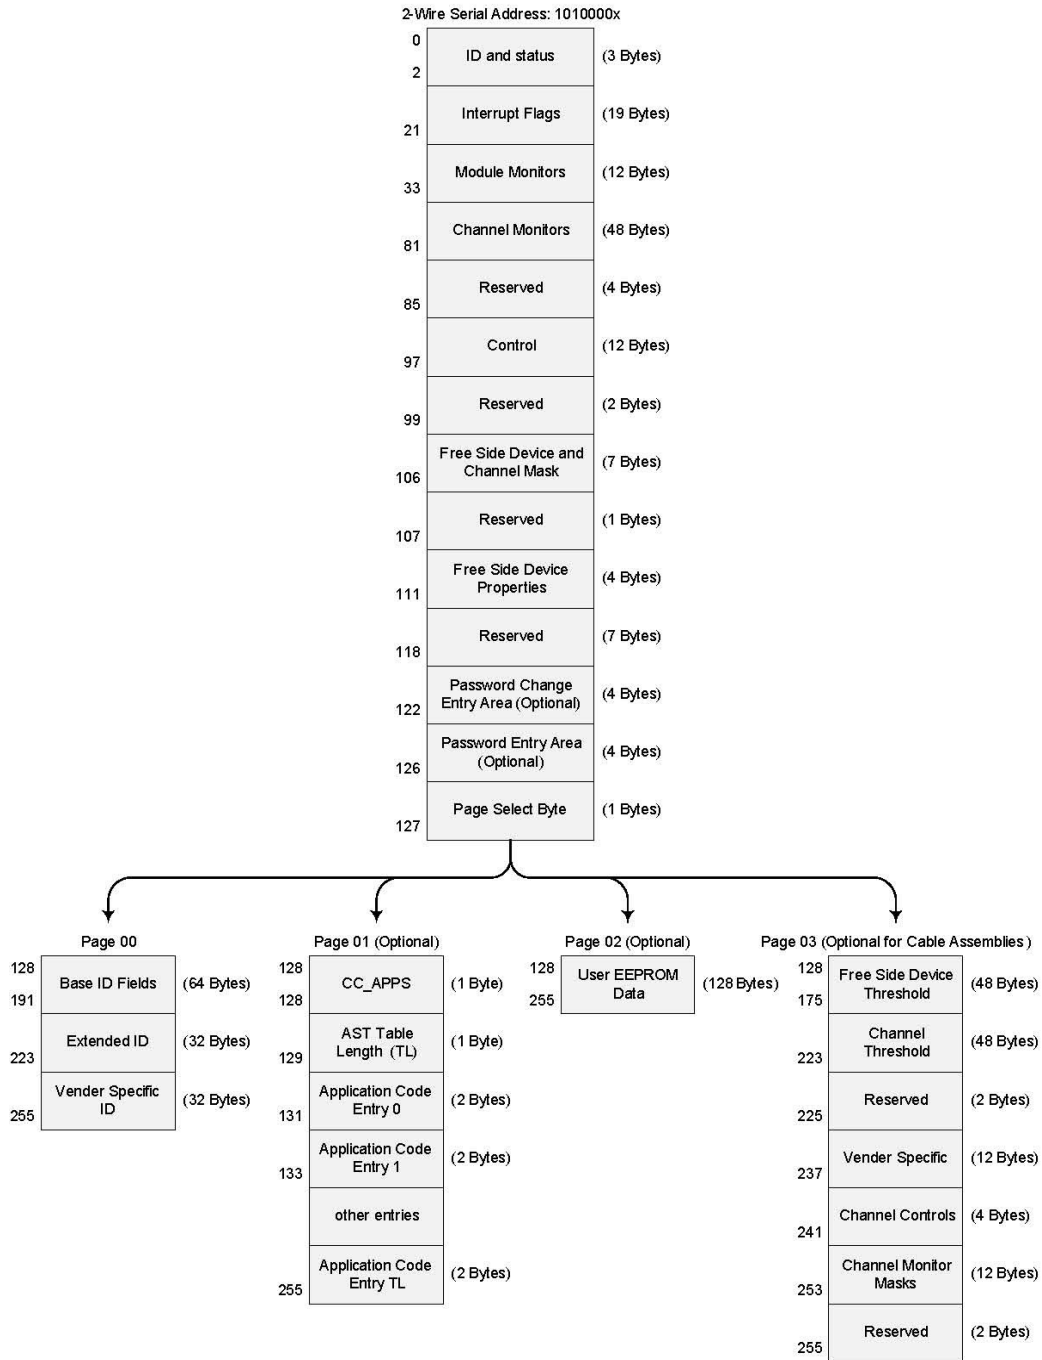 2-Wire Serial Address: 1010000x
0
ID and status (3 Bytes)
2
Interrupt Flags (19 Bytes)
21
Module Monitors (12 Bytes)
33
Channel Monitors (48 Bytes)
81
Reserved (4 Bytes)
85
Control (12 Bytes)
97
Reserved (2 Bytes)
99
Free Side Device and
Channel Mask
(7 Bytes)
106
Reserved (1 Bytes)
107
Free Side Device
Properties
(4 Bytes)
111
Reserved (7 Bytes)
118
Password Change
Entry Area (Optional)
(4 Bytes)
122
Password Entry Area
(Optional)
(4 Bytes)
126
Page Select Byte (1 Bytes)
127
Page 00
128
Base ID Fields (64 Bytes)
191
Extended ID (32 Bytes)
223
Vender Specific
ID
(32 Bytes)
255
Page 01 (Optional)
128
CC_APPS (1 Byte)
128
AST Table
Length (TL)
(1 Byte)
129
Application Code
Entry 0
(2 Bytes)
131
Application Code
Entry 1
(2 Bytes)
133
other entries
Application Code
Entry TL
(2 Bytes)
255
Page 02 (Optional)
128
User EEPROM
Data
(128 Bytes)
255
Page 03 (Optional for Cable Assemblies)
128
Free Side Device
Threshold
(48 Bytes)
175
Channel
Threshold
(48 Bytes)
223
Reserved (2 Bytes)
225
Vender Specific (12 Bytes)
237
Channel Controls (4 Bytes)
241
Channel Monitor
Masks
(12 Bytes)
253
Reserved (2 Bytes)
255